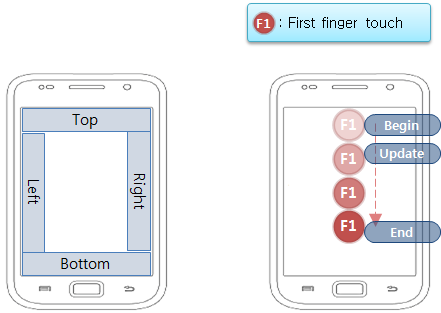 F1 : First finger touch
Top
Left
Right
Bottom
F1 Begin
F1 Update
F1
F1 End